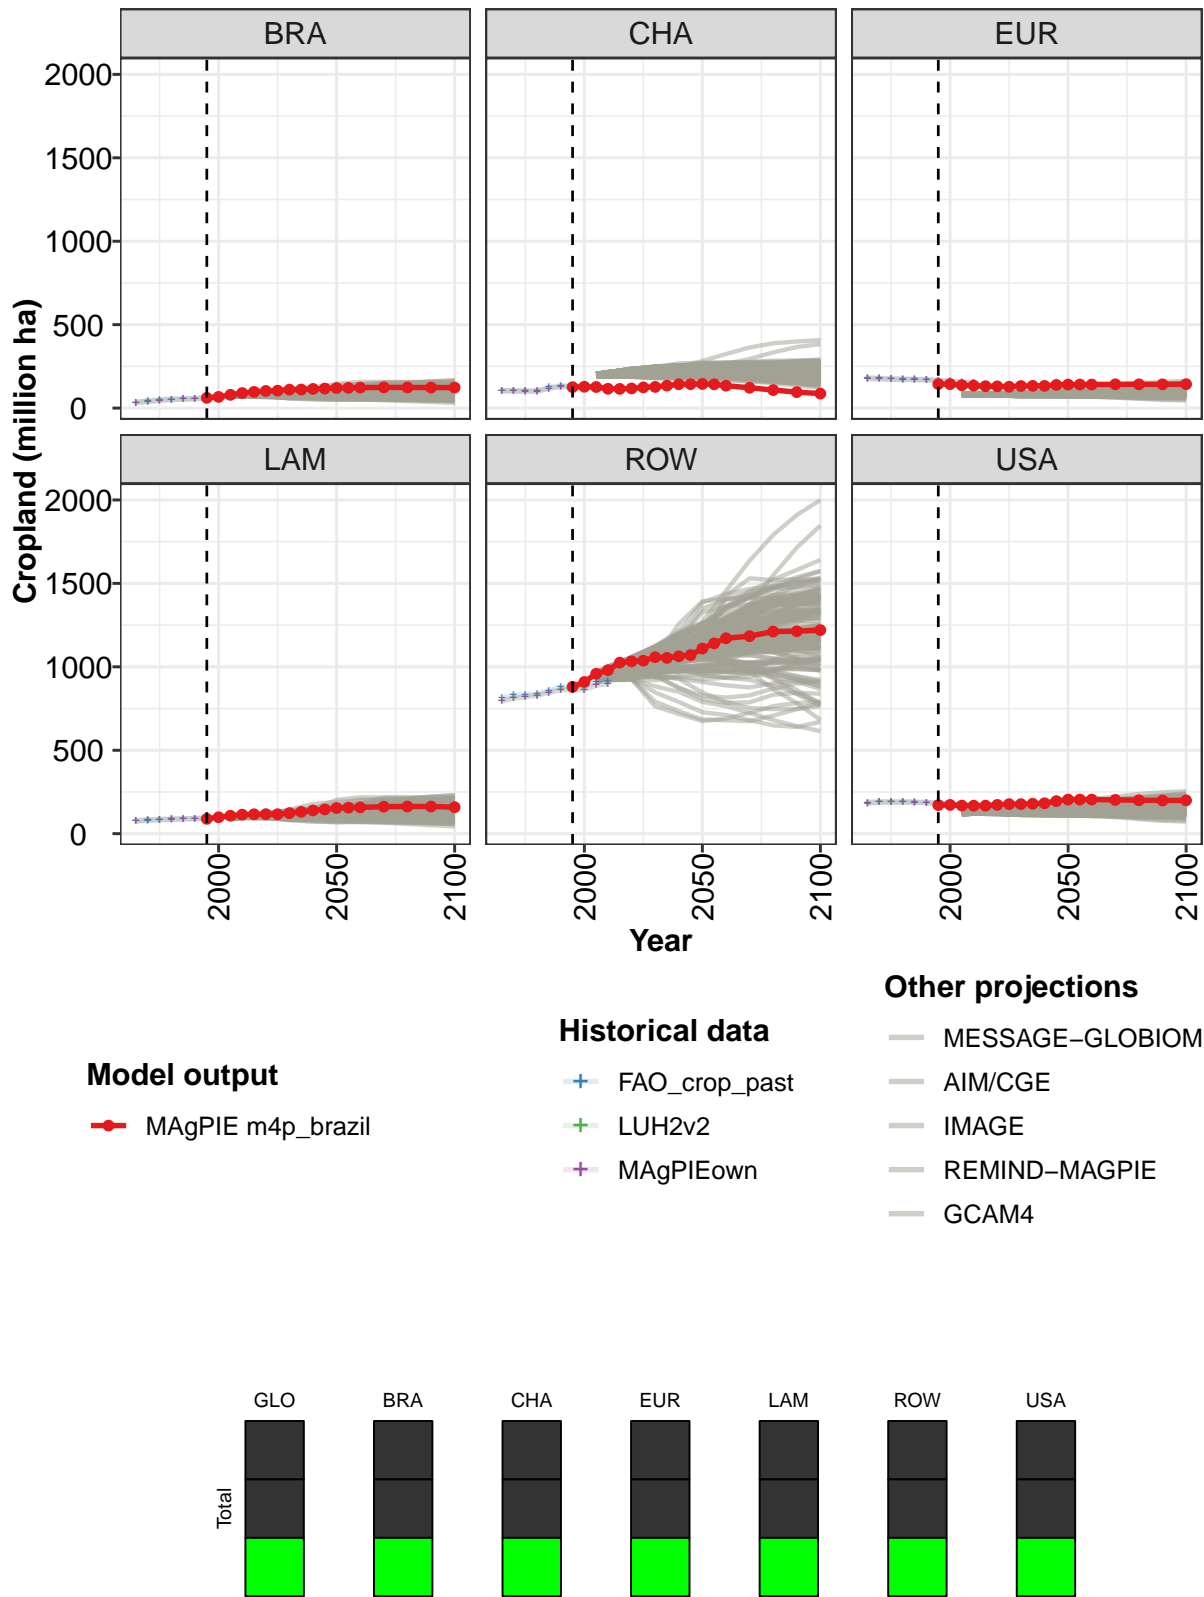 BRA CHA EUR
2000
1500
1000
500
0
LAM ROW USA
2000
1500
1000
500
0
Cropland (million ha)
2000 2050 2100 2000 2050 2100 2000 2050 2100
Year
Model output
MAgPIE m4p_brazil
Historical data
FAO_crop_past
LUH2v2
MAgPIEown
Other projections
MESSAGE−GLOBIOM
AIM/CGE
IMAGE
REMIND−MAGPIE
GCAM4
GLO BRA CHA EUR LAM ROW USA
Total